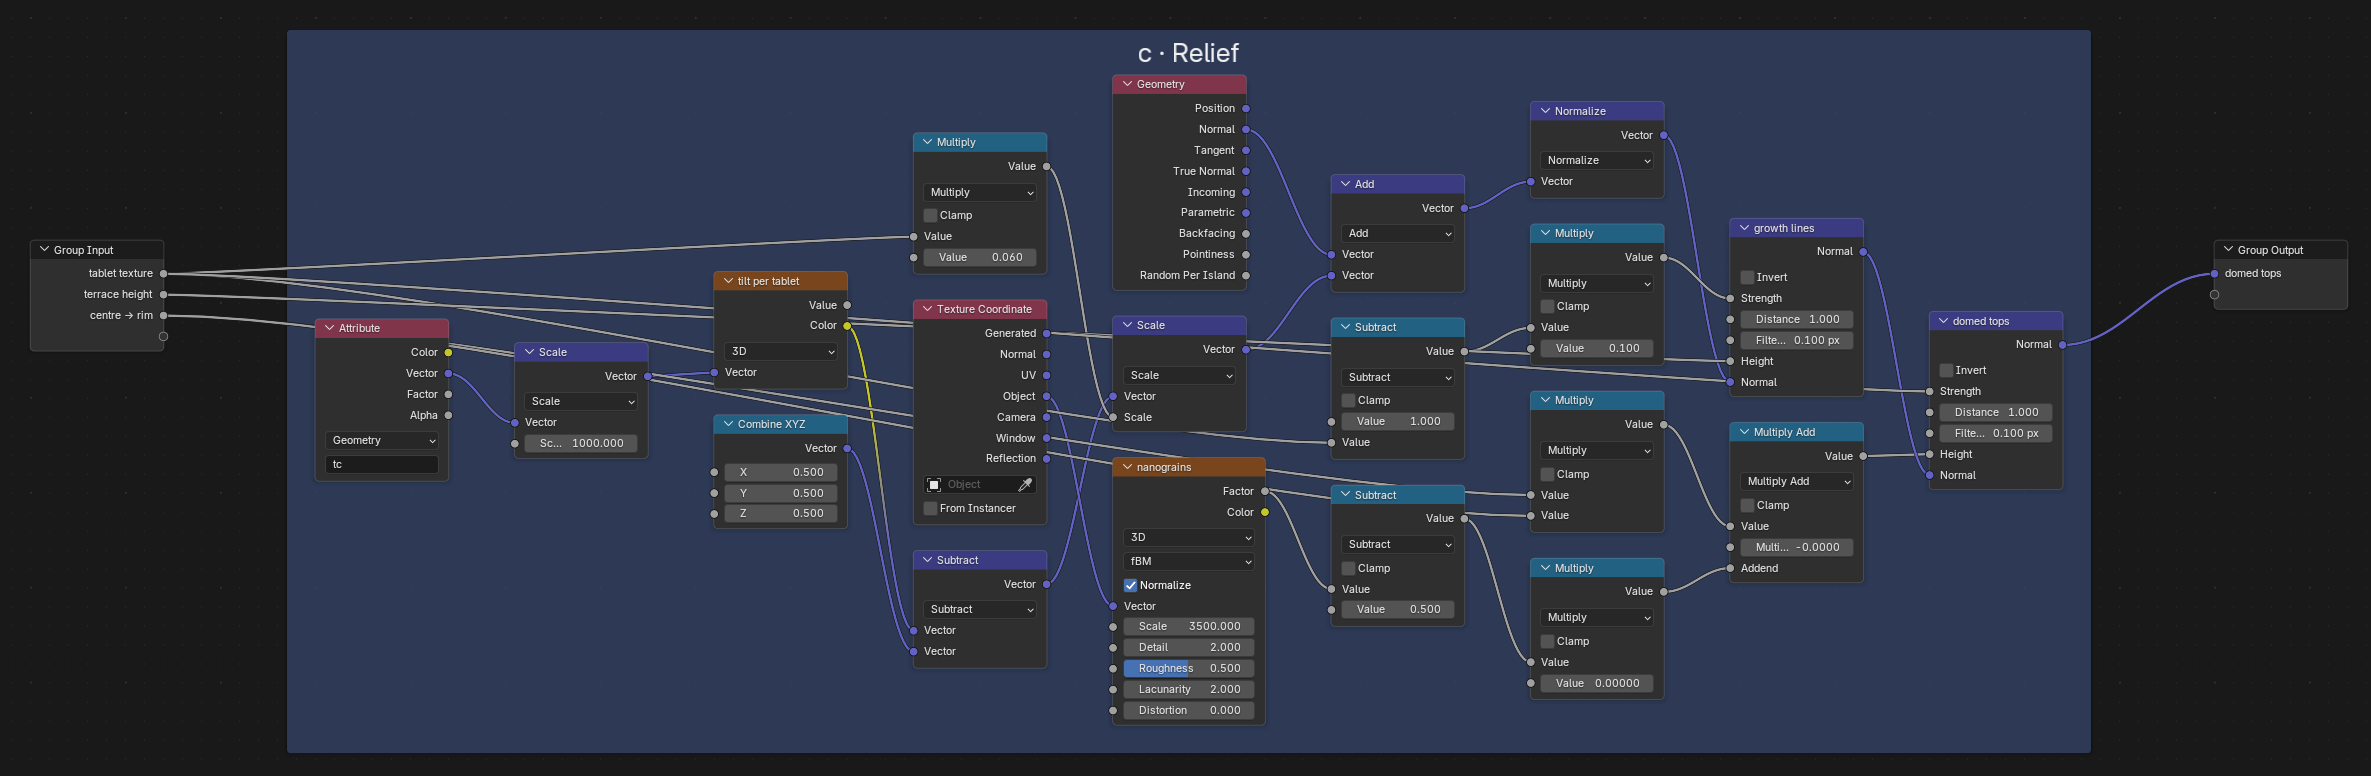 c · Relief
Group Input
tablet texture
terrace height
centre → rim
Attribute
Color
Vector
Factor
Alpha
Geometry
tc
Scale
Vector
Scale
Vector
Sc... 1000.000
tilt per tablet
Value
Color
3D
Vector
Combine XYZ
Vector
X 0.500
Y 0.500
Z 0.500
Multiply
Value
Multiply
Clamp
Value
Value 0.060
Texture Coordinate
Generated
Normal
UV
Object
Camera
Window
Reflection
Object
From Instancer
Subtract
Vector
Subtract
Vector
Vector
Geometry
Position
Normal
Tangent
True Normal
Incoming
Parametric
Backfacing
Pointiness
Random Per Island
Scale
Vector
Scale
Vector
Scale
nanograins
Factor
Color
3D
fBM
Normalize
Vector
Scale 3500.000
Detail 2.000
Roughness 0.500
Lacunarity 2.000
Distortion 0.000
Add
Vector
Add
Vector
Vector
Subtract
Value
Subtract
Clamp
Value 1.000
Value
Subtract
Value
Subtract
Clamp
Value
Value 0.500
Normalize
Vector
Normalize
Vector
Multiply
Value
Multiply
Clamp
Value
Value 0.100
Multiply
Value
Multiply
Clamp
Value
Value
Multiply
Value
Multiply
Clamp
Value
Value 0.00000
growth lines
Normal
Invert
Strength
Distance 1.000
Filte... 0.100 px
Height
Normal
Multiply Add
Value
Multiply Add
Clamp
Value
Multi... -0.0000
Addend
domed tops
Normal
Invert
Strength
Distance 1.000
Filte... 0.100 px
Height
Normal
Group Output
domed tops